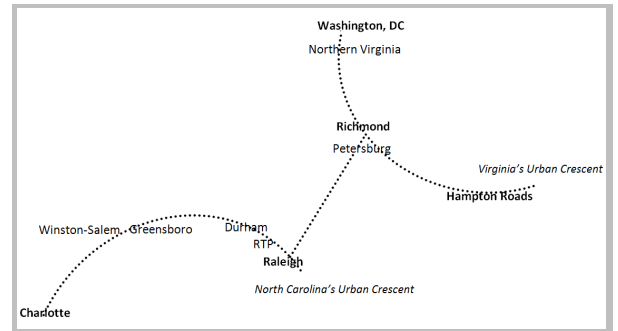 Washington, DC
Northern Virginia
Richmond
Petersburg
Virginia's Urban Crescent
Hampton Roads
Winston-Salem
Greensboro
Durham
RTP
Raleigh
North Carolina's Urban Crescent
Charlotte